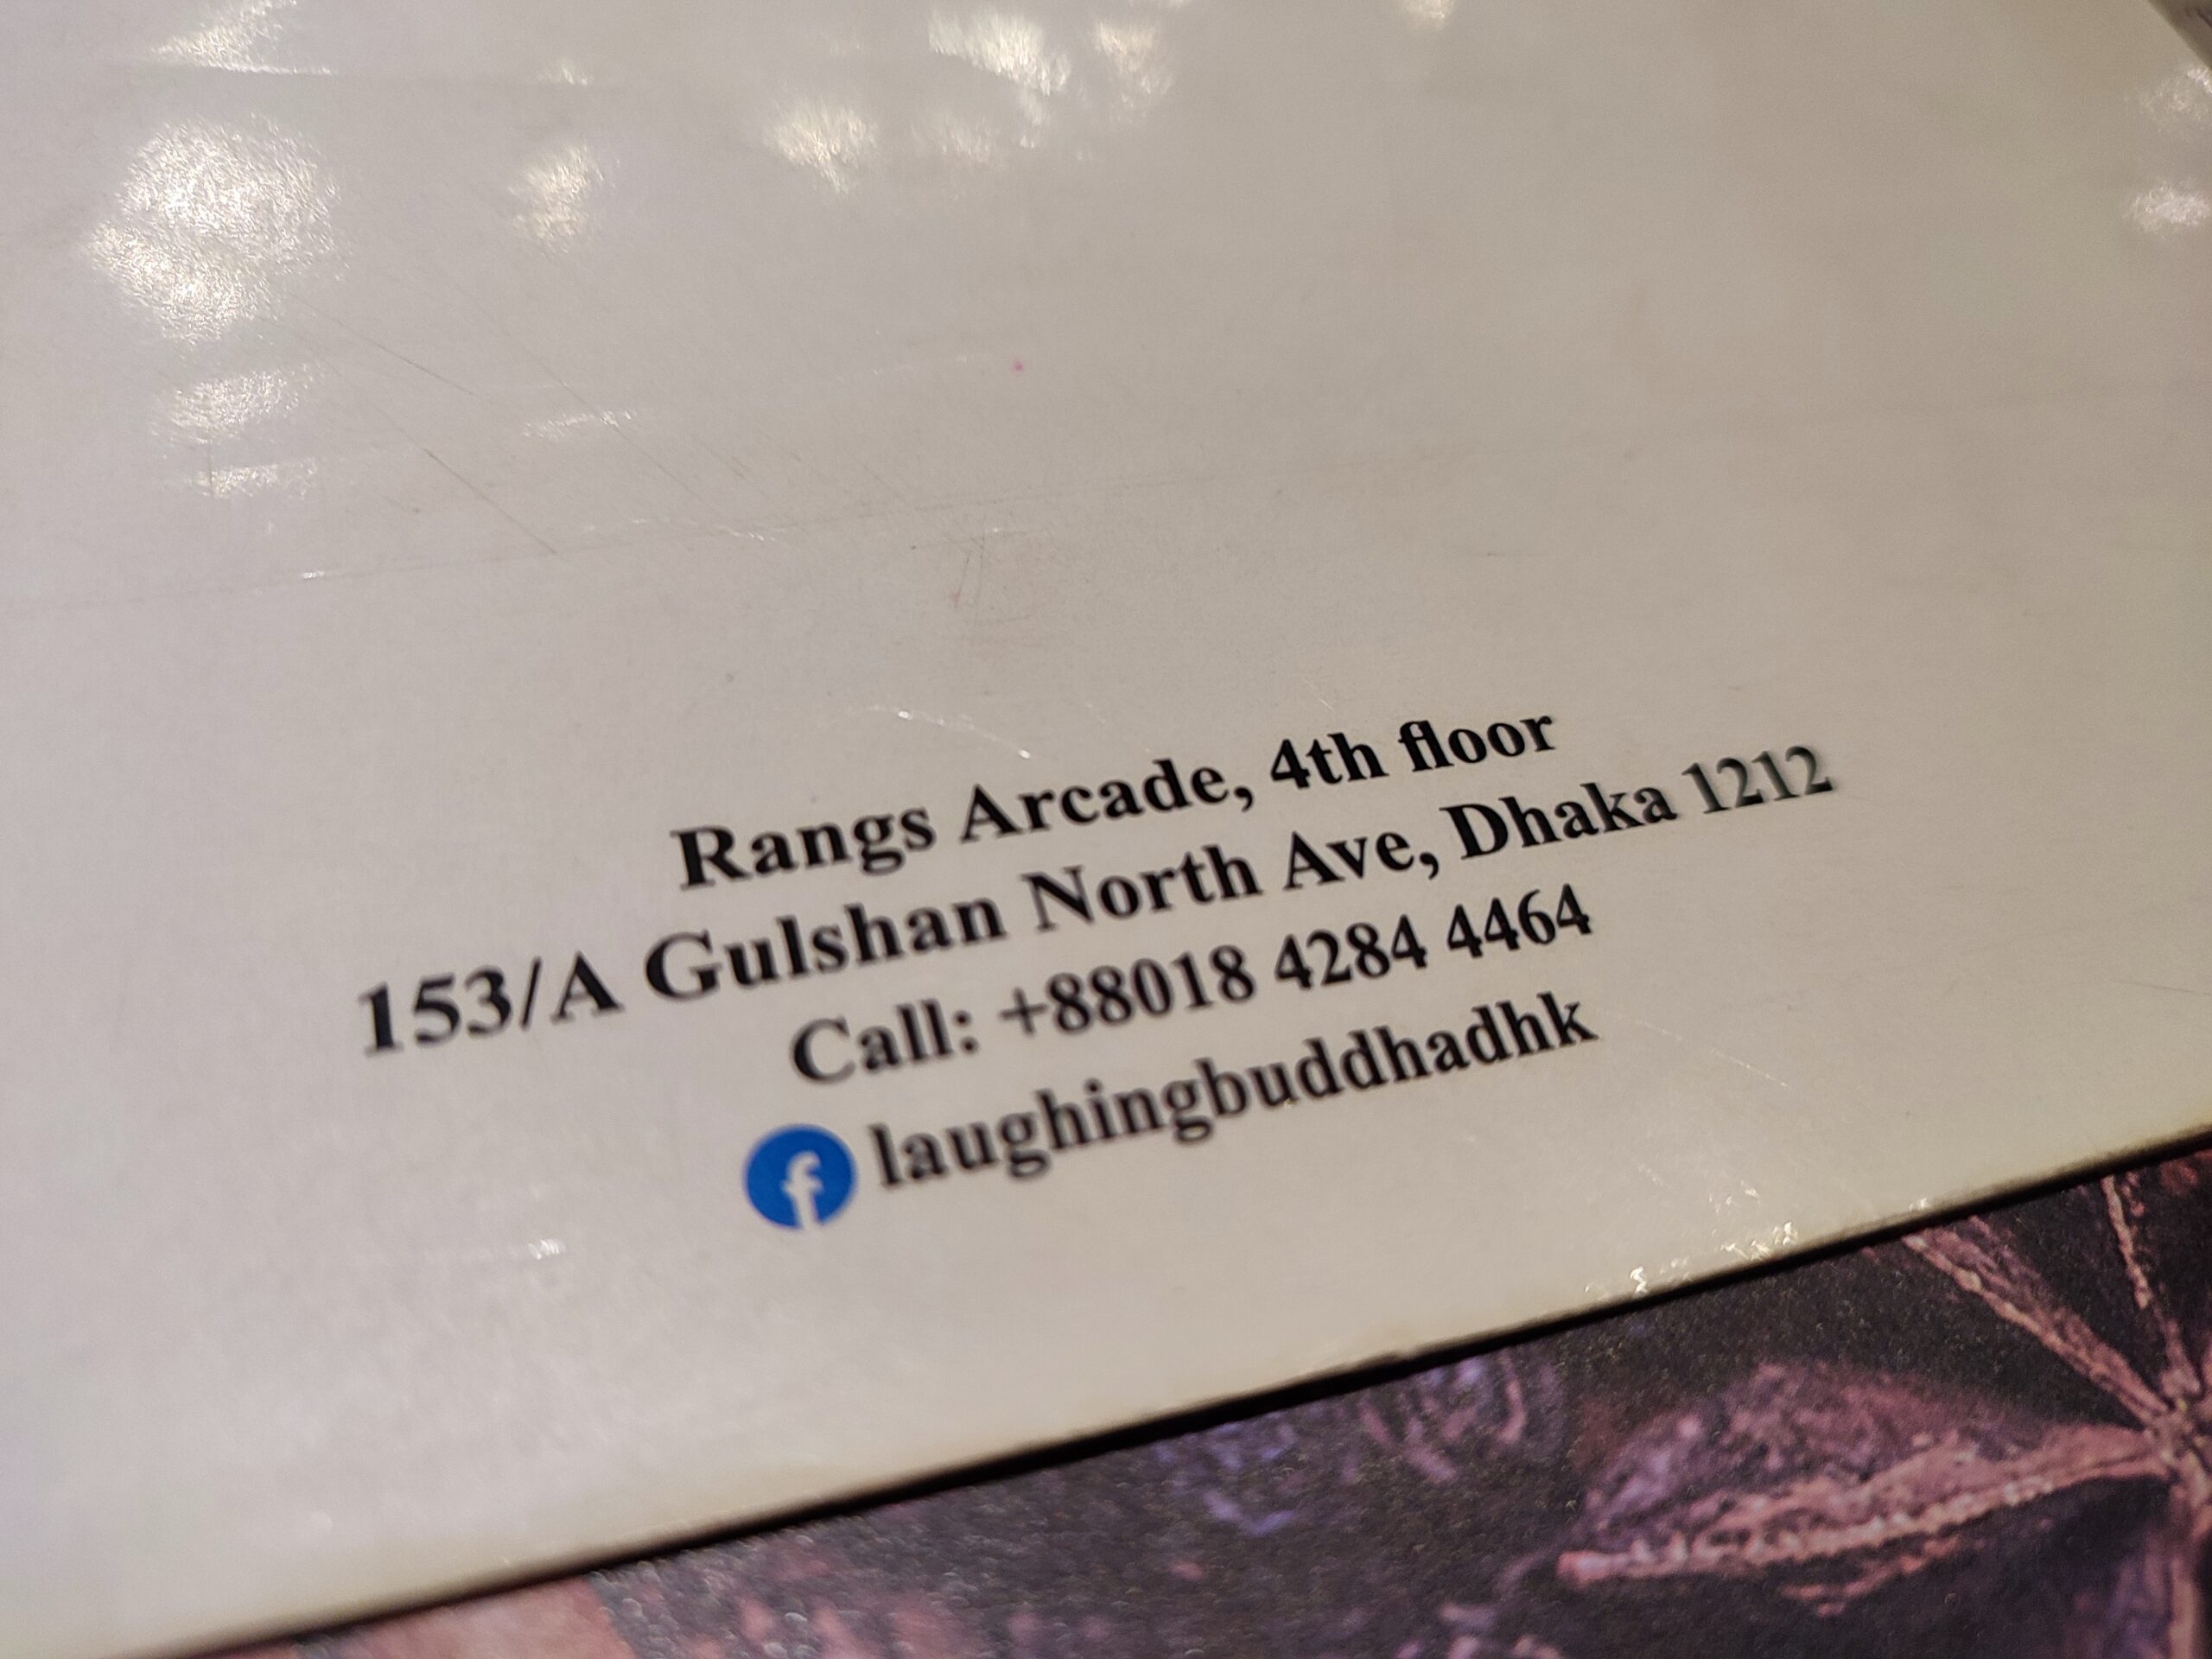 Rangs Arcade, 4th floor
153/A Gulshan North Ave, Dhaka 1212
Call: +88018 4284 4464
laughingbuddhadhk